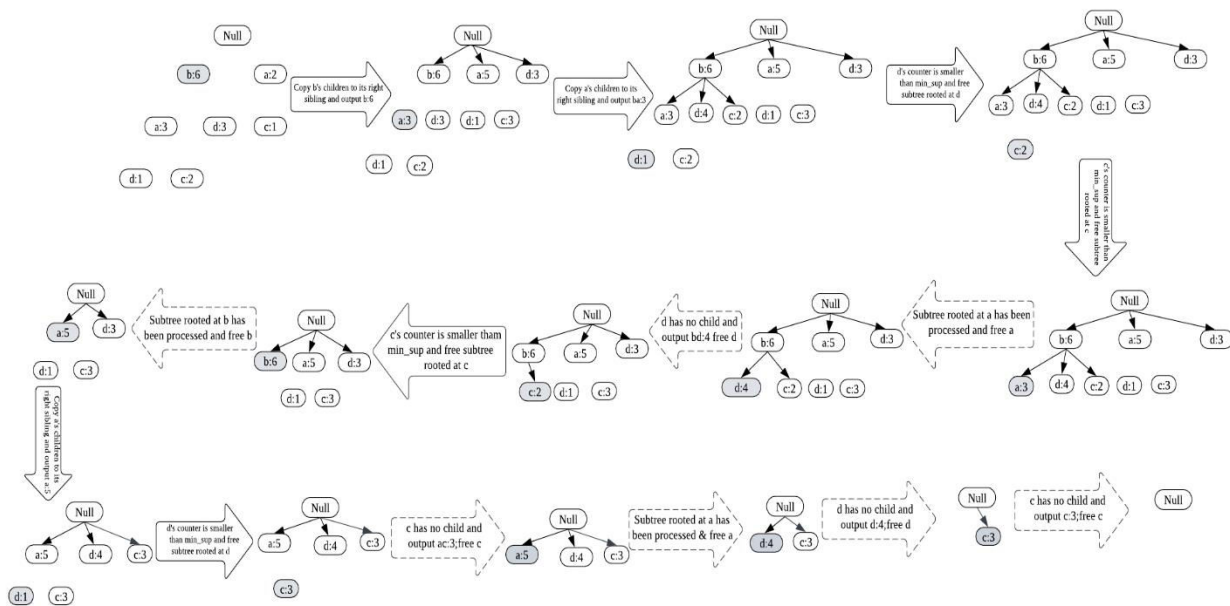 Null
b:6
a:2
a:3
d:3
c:1
d:1
c:2
Copy b's children to its right
sibling and output b:6
Null
b:6
a:5
d:3
a:3
d:3
d:1
c:3
d:1
c:2
Copy a's children to its
right sibling and output ba:3
Null
b:6
a:5
d:3
a:3
d:4
c:2
d:1
c:3
d:1
c:2
d's counter is smaller
than min_sup and free
subtree rooted at d
Null
b:6
a:5
d:3
a:3
d:4
c:2
d:1
c:3
c:2
c's counter is smaller than
min_sup and free subtree
rooted at c
Null
b:6
a:5
d:3
a:3
d:4
c:2
d:1
c:3
Subtree rooted at a has been
processed and free a
Null
b:6
a:5
d:3
d:4
c:2
d:1
c:3
d has no child and
output bd:4 free d
Null
b:6
a:5
d:3
c:2
d:1
c:3
c's counter is smaller than
min_sup and free subtree
rooted at c
Null
b:6
a:5
d:3
d:1
c:3
Subtree rooted at b has
been processed and free b
Null
a:5
d:3
d:1
c:3
Copy a's children to its
right sibling and output a:5
Null
a:5
d:4
c:3
d:1
c:3
d's counter is smaller
than min_sup and free
subtree rooted at d
Null
a:5
d:4
c:3
c:3
c has no child and
output ac:3;free c
Null
a:5
d:4
c:3
Subtree rooted at a has
been processed & free a
Null
d:4
c:3
d has no child and
output d:4;free d
Null
c:3
c has no child and
output c:3;free c
Null